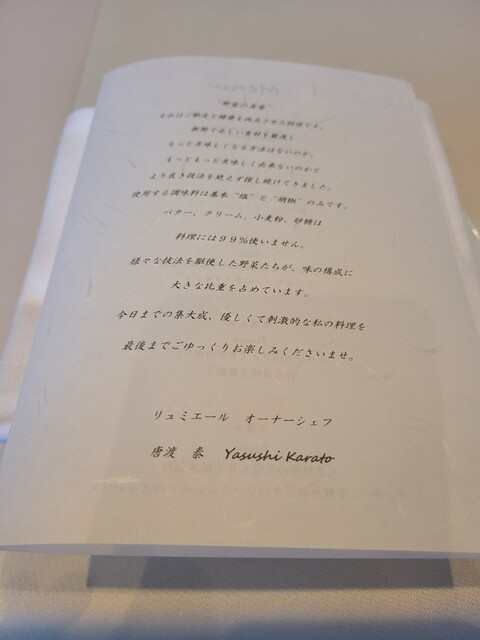 "野菜の美食"
それはご馳走と健康を両立させた料理です。
新鮮で正しい食材を厳選し
もっと美味しくなる方法はないのか、
もっともっと美味しく出来ないのかと
より良き技法を絶えず探し続けてきました。
使用する調味料は基本"塩"と"胡椒"のみです。
バター、クリーム、小麦粉、砂糖は
料理には99%使いません。
様々な技法を駆使した野菜たちが、味の構成に
大きな比重を占めています。
今日までの集大成、優しくて刺激的な私の料理を
最後までごゆっくりお楽しみくださいませ。
リュミエール オーナーシェフ
唐渡 泰 Yasushi Karato